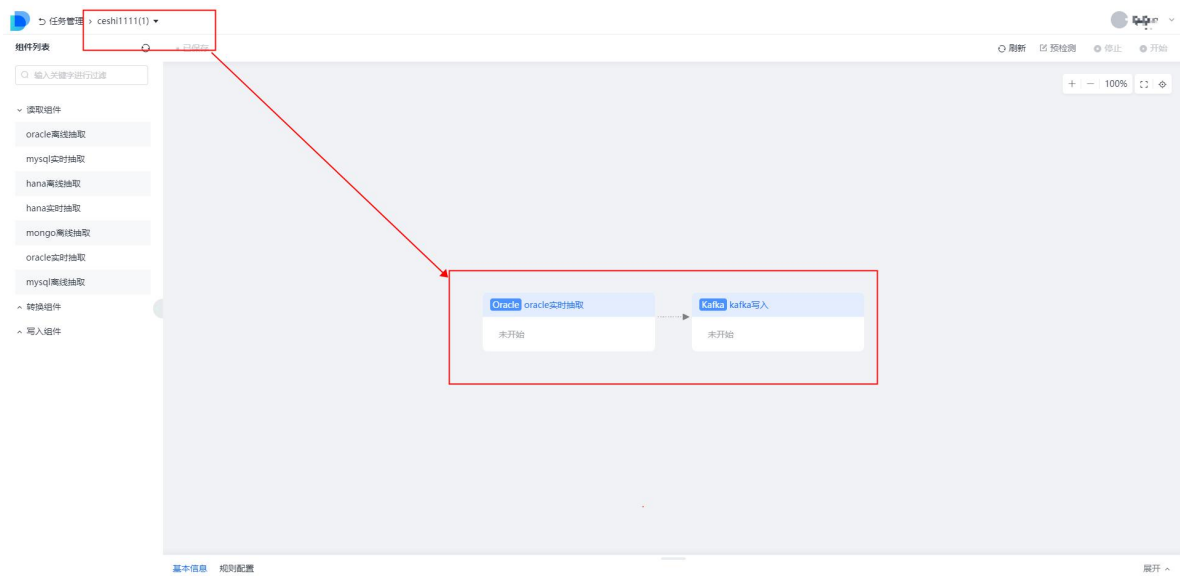 任务管理 › ceshi1111(1)
组件列表
已保存
刷新 预检测 停止 开始
输入关键字进行过滤
+ − 100%
读取组件
oracle离线抽取
mysql实时抽取
hana离线抽取
hana实时抽取
mongo离线抽取
oracle实时抽取
mysql离线抽取
转换组件
写入组件
Oracle oracle实时抽取
Kafka kafka写入
未开始
未开始
基本信息 规则配置
展开